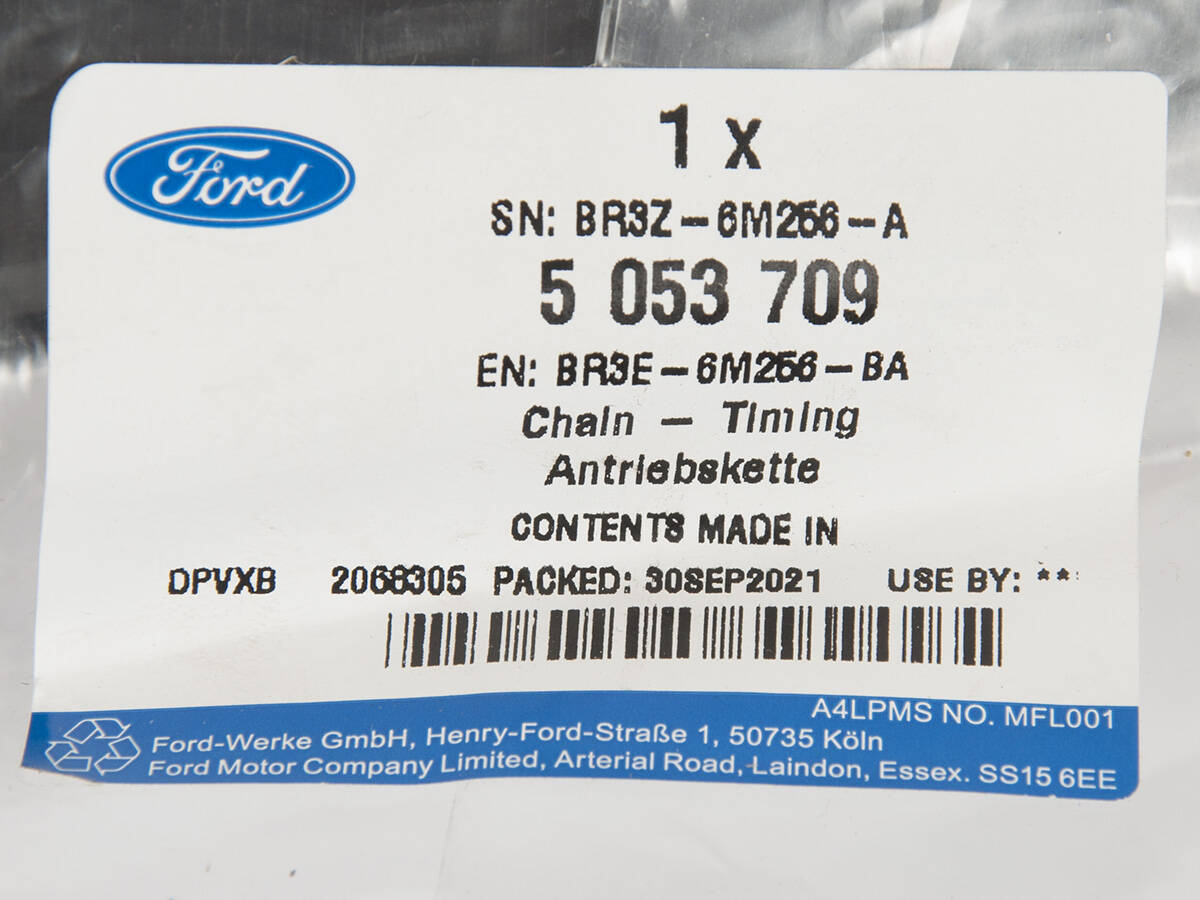 Ford
1 x
SN: BR3Z-6M256-A
5 053 709
EN: BR3E-6M256-BA
Chain - Timing
Antriebskette
CONTENTS MADE IN
DPVXB 2068305 PACKED: 30SEP2021 USE BY: **
A4LPMS NO. MFL001
Ford-Werke GmbH, Henry-Ford-Straße 1, 50735 Köln
Ford Motor Company Limited, Arterial Road, Laindon, Essex. SS15 6EE